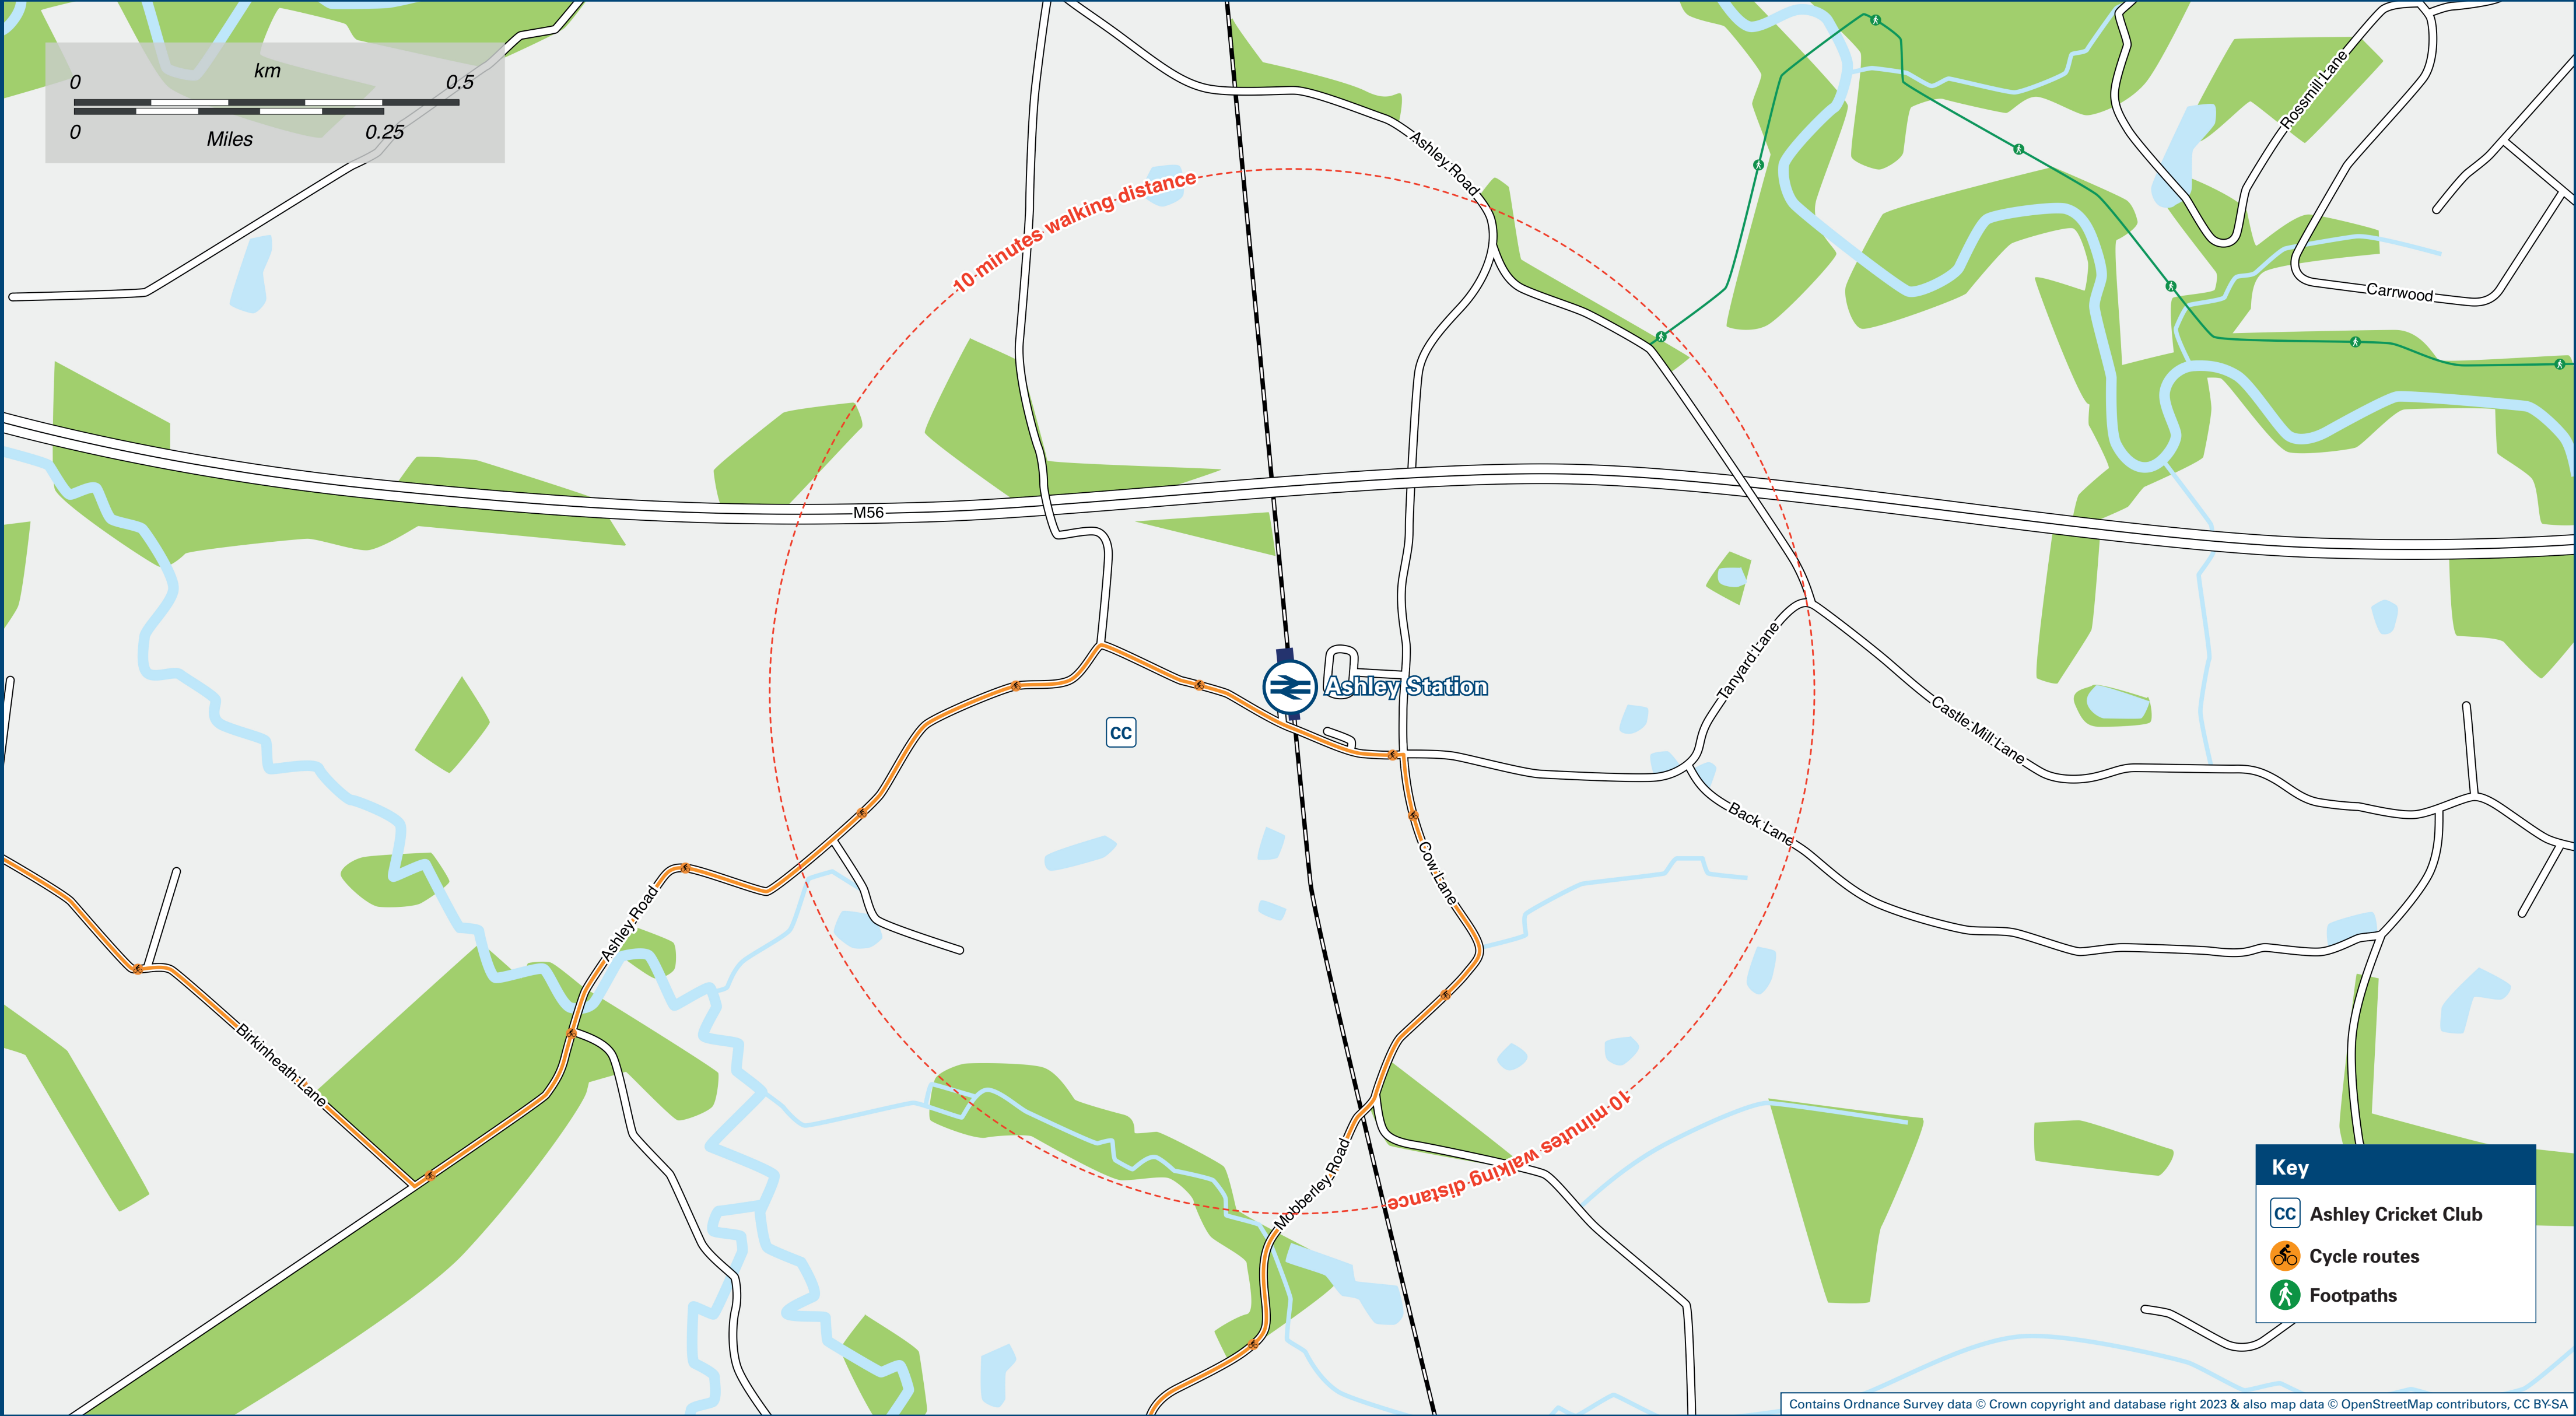 km
0 0.5
0 0.25
Miles
Ashley Road
Rossmill Lane
10 minutes walking distance
Carrwood
M56
Tanyard Lane
Ashley Station
Castle Mill Lane
CC
Back Lane
Cow Lane
Ashley Road
Birkinheath Lane
10 minutes walking distance
Mobberley Road
Key
CC Ashley Cricket Club
Cycle routes
Footpaths
Contains Ordnance Survey data © Crown copyright and database right 2023 & also map data © OpenStreetMap contributors, CC BY-SA